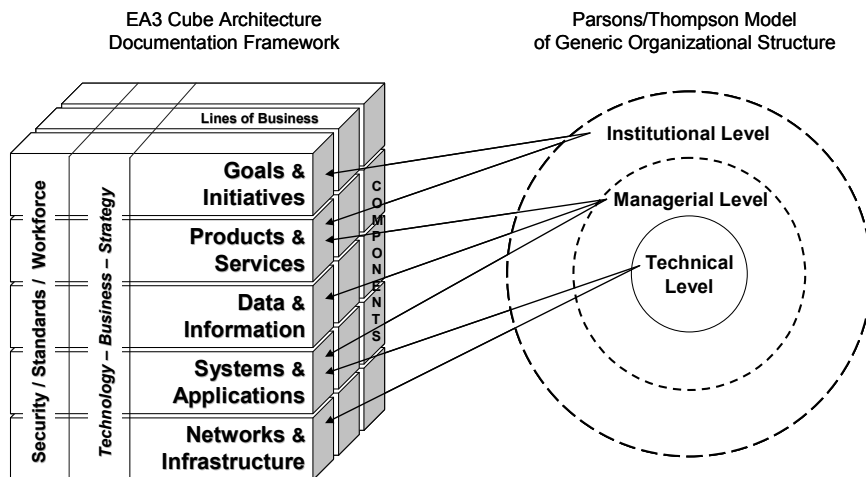 EA3 Cube Architecture
Documentation Framework
Parsons/Thompson Model
of Generic Organizational Structure
Lines of Business
Goals &
Initiatives
Products &
Services
Data &
Information
Systems &
Applications
Networks &
Infrastructure
Security / Standards / Workforce
Technology – Business – Strategy
COMPONENTS
Institutional Level
Managerial Level
Technical
Level